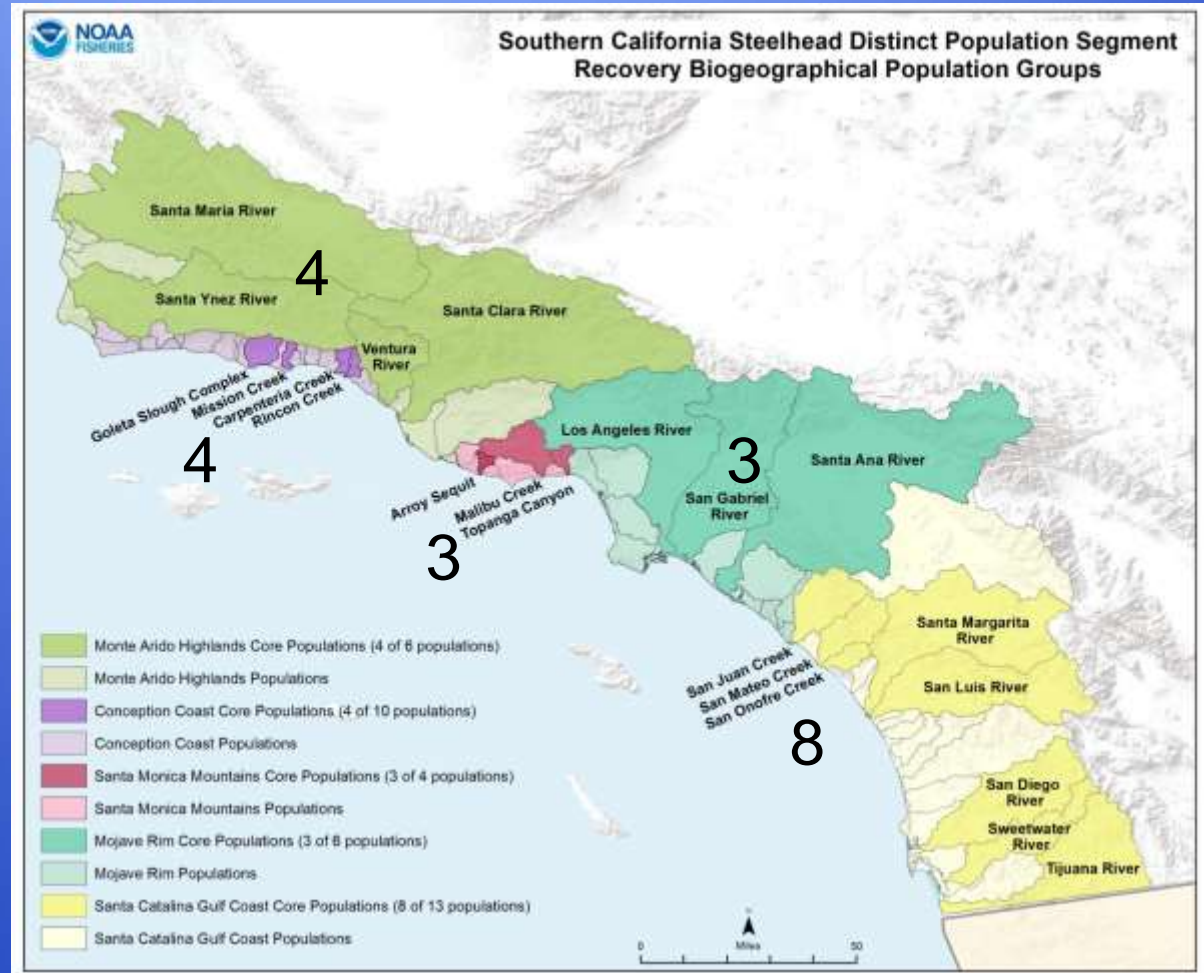 NOAA
FISHERIES
Southern California Steelhead Distinct Population Segment
Recovery Biogeographical Population Groups
Santa Maria River
4
Santa Ynez River
Santa Clara River
Ventura
River
Goleta Slough Complex
Mission Creek
Carpenteria Creek
Rincon Creek
4
Los Angeles River
3
Santa Ana River
San Gabriel
River
Arroy Sequit
Malibu Creek
Topanga Canyon
3
Santa Margarita
River
San Luis River
San Juan Creek
San Mateo Creek
San Onofre Creek
8
San Diego
River
Sweetwater
River
Tijuana River
Monte Arido Highlands Core Populations (4 of 6 populations)
Monte Arido Highlands Populations
Conception Coast Core Populations (4 of 10 populations)
Conception Coast Populations
Santa Monica Mountains Core Populations (3 of 4 populations)
Santa Monica Mountains Populations
Mojave Rim Core Populations (3 of 6 populations)
Mojave Rim Populations
Santa Catalina Gulf Coast Core Populations (8 of 13 populations)
Santa Catalina Gulf Coast Populations
Miles
0 50